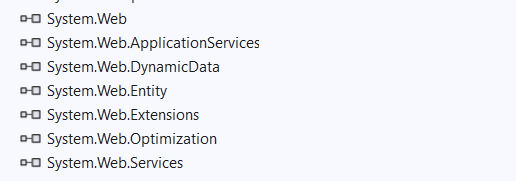 System.Web
System.Web.ApplicationServices
System.Web.DynamicData
System.Web.Entity
System.Web.Extensions
System.Web.Optimization
System.Web.Services